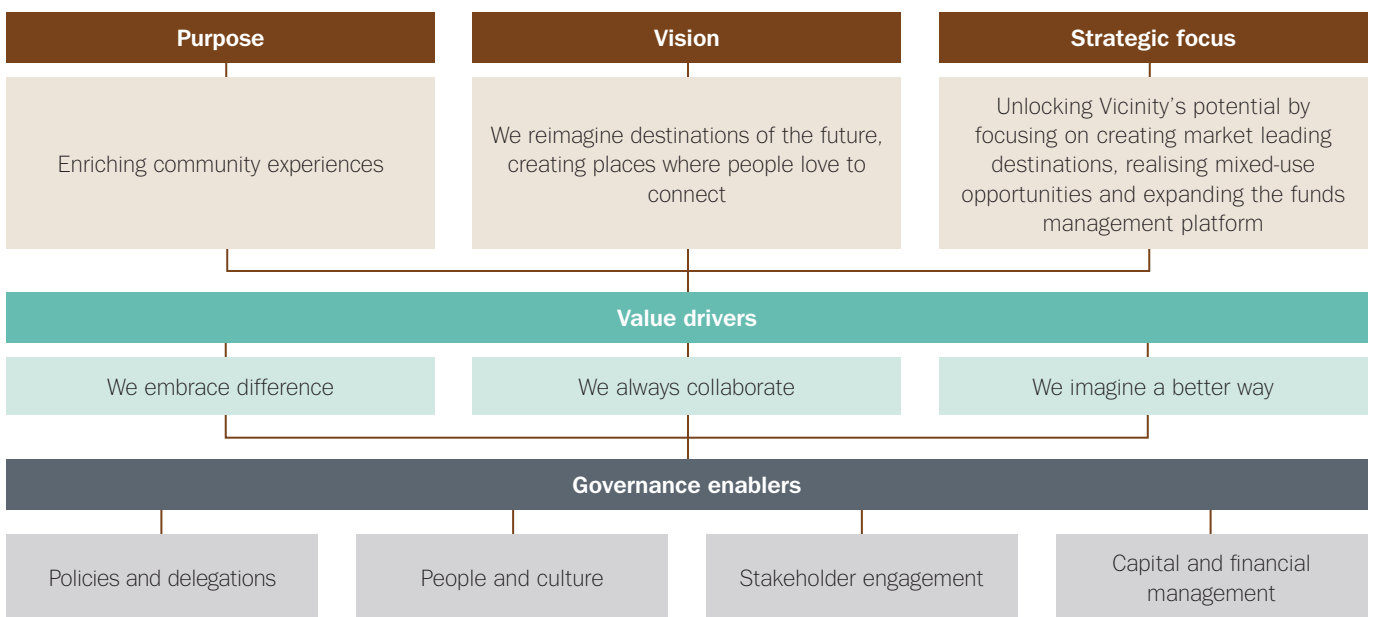 Purpose
Vision
Strategic focus
Enriching community experiences
We reimagine destinations of the future,
creating places where people love to
connect
Unlocking Vicinity’s potential by
focusing on creating market leading
destinations, realising mixed-use
opportunities and expanding the funds
management platform
Value drivers
We embrace difference
We always collaborate
We imagine a better way
Governance enablers
Policies and delegations
People and culture
Stakeholder engagement
Capital and financial
management